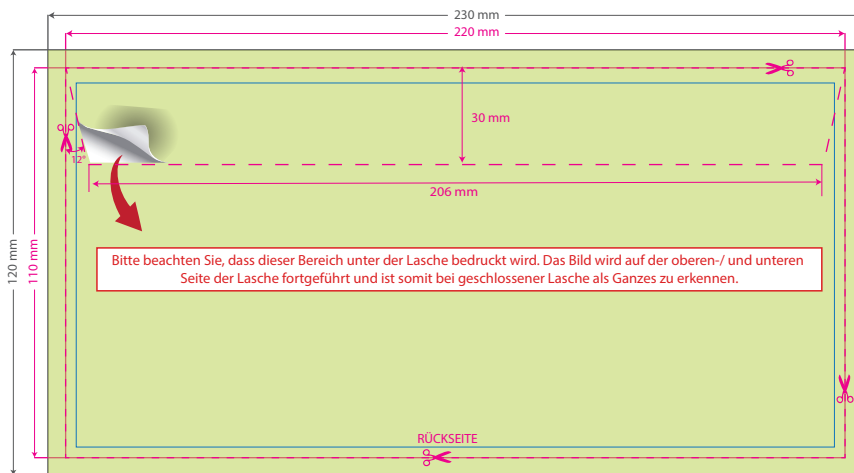 230 mm
220 mm
30 mm
12°
206 mm
120 mm
110 mm
Bitte beachten Sie, dass dieser Bereich unter der Lasche bedruckt wird. Das Bild wird auf der oberen-/ und unteren
Seite der Lasche fortgeführt und ist somit bei geschlossener Lasche als Ganzes zu erkennen.
RÜCKSEITE